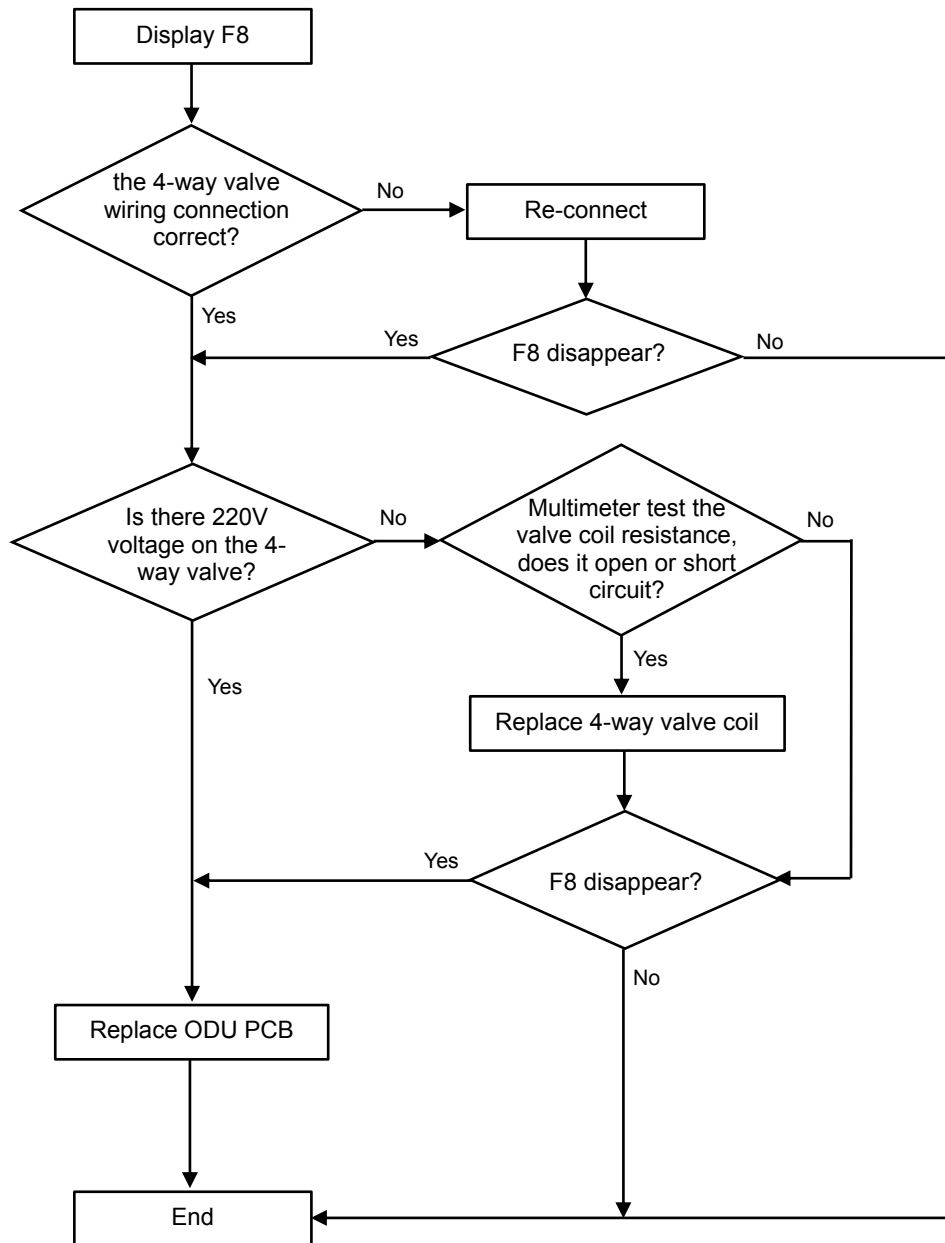 Display F8
the 4-way valve
wiring connection
correct?
No
Re-connect
Yes
Yes
F8 disappear?
No
Is there 220V
voltage on the 4-
way valve?
No
Multimeter test the
valve coil resistance,
does it open or short
circuit?
No
Yes
Yes
Replace 4-way valve coil
Yes
F8 disappear?
No
Replace ODU PCB
End